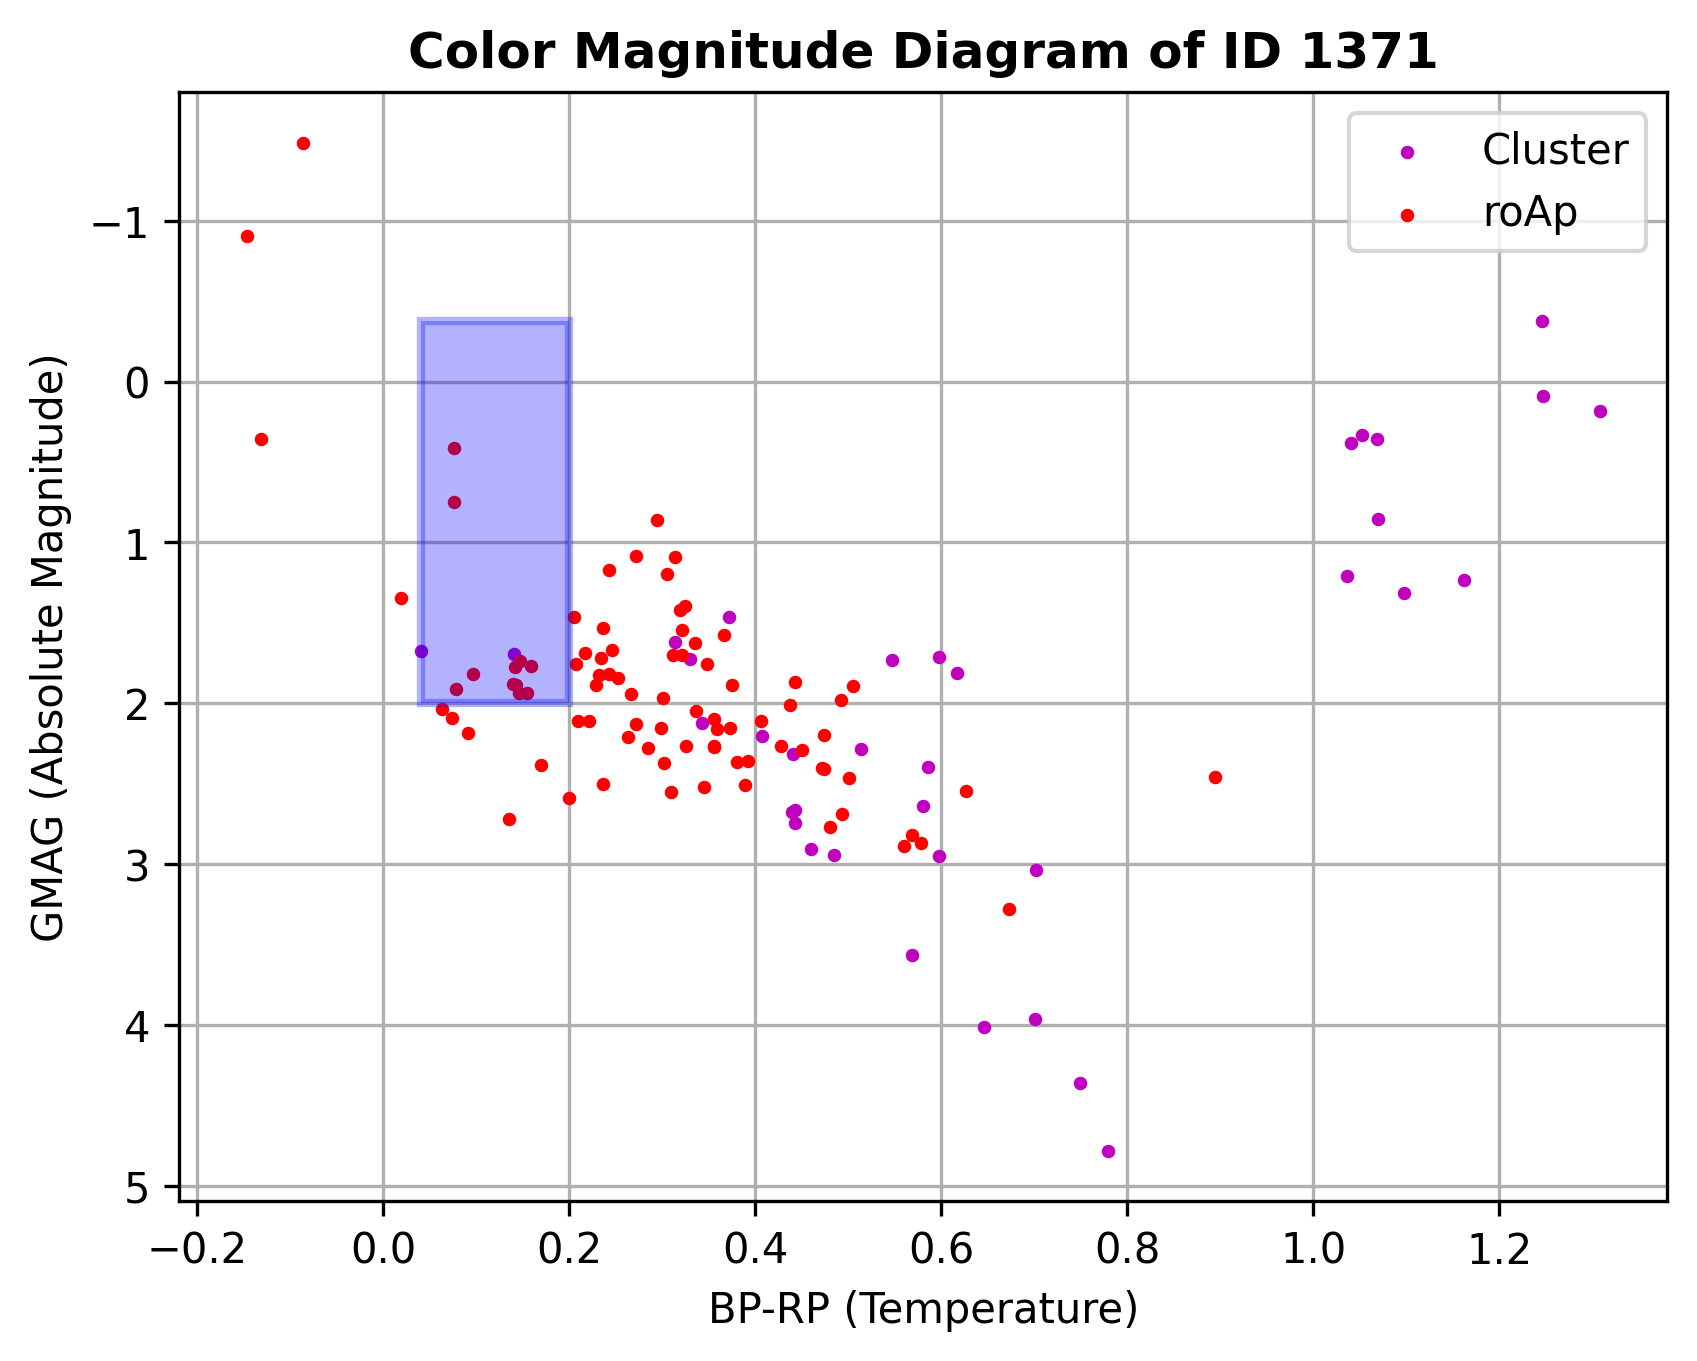 Color Magnitude Diagram of ID 1371
Cluster
roAp
−1
0
1
2
3
4
5
GMAG (Absolute Magnitude)
−0.2 0.0 0.2 0.4 0.6 0.8 1.0 1.2
BP-RP (Temperature)